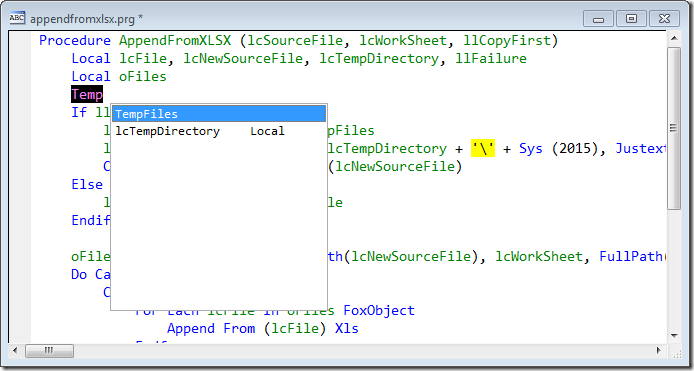 appendfromxlsx.prg *
Procedure AppendFromXLSX (lcSourceFile, lcWorkSheet, llCopyFirst)
Local lcFile, lcNewSourceFile, lcTempDirectory, llFailure
Local oFiles
Temp
TempFiles
If ll
lcTempDirectory Local
l pFiles
l lcTempDirectory + '\' + Sys (2015), Justext
C (lcNewSourceFile)
Else
l le
Endif
oFile th(lcNewSourceFile), lcWorkSheet, FullPath(
Do Ca
C
For Each lcFile in oFiles FoxObject
Append From (lcFile) Xls